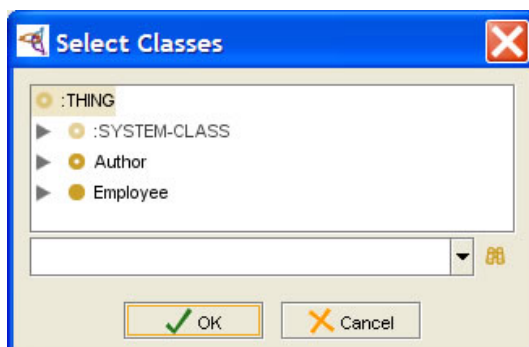 Select Classes
:THING
:SYSTEM-CLASS
Author
Employee
OK Cancel